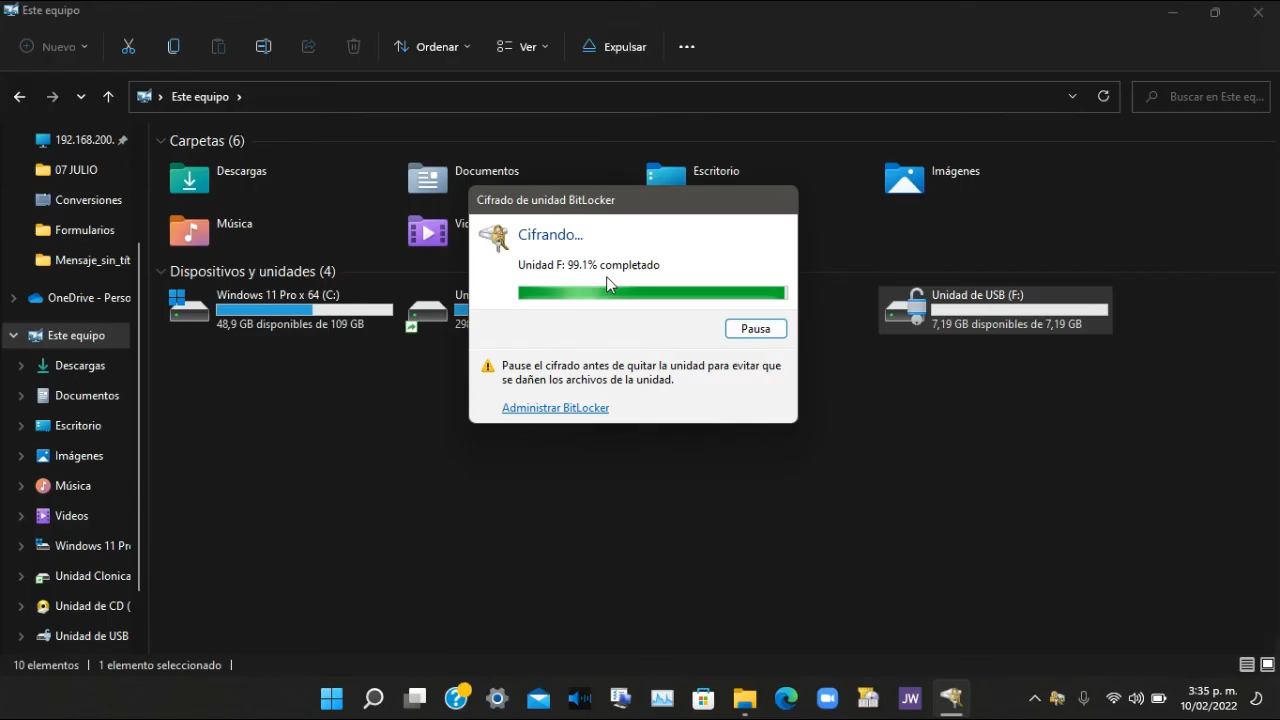 Este equipo
Nuevo
Ordenar
Ver
Expulsar
Este equipo
Buscar en Este eq...
192.168.200.
07 JULIO
Conversiones
Formularios
Mensaje_sin_tít
OneDrive - Perso
Este equipo
Descargas
Documentos
Escritorio
Imágenes
Música
Videos
Windows 11 Pr
Unidad Clonica
Unidad de CD (
Unidad de USB
Carpetas (6)
Descargas
Documentos
Escritorio
Imágenes
Música
Dispositivos y unidades (4)
Windows 11 Pro x 64 (C:)
48,9 GB disponibles de 109 GB
Unidad de USB (F:)
7,19 GB disponibles de 7,19 GB
Cifrado de unidad BitLocker
Cifrando...
Unidad F: 99.1% completado
Pausa
Pause el cifrado antes de quitar la unidad para evitar que
se dañen los archivos de la unidad.
Administrar BitLocker
10 elementos
1 elemento seleccionado
JW
3:35 p. m.
10/02/2022